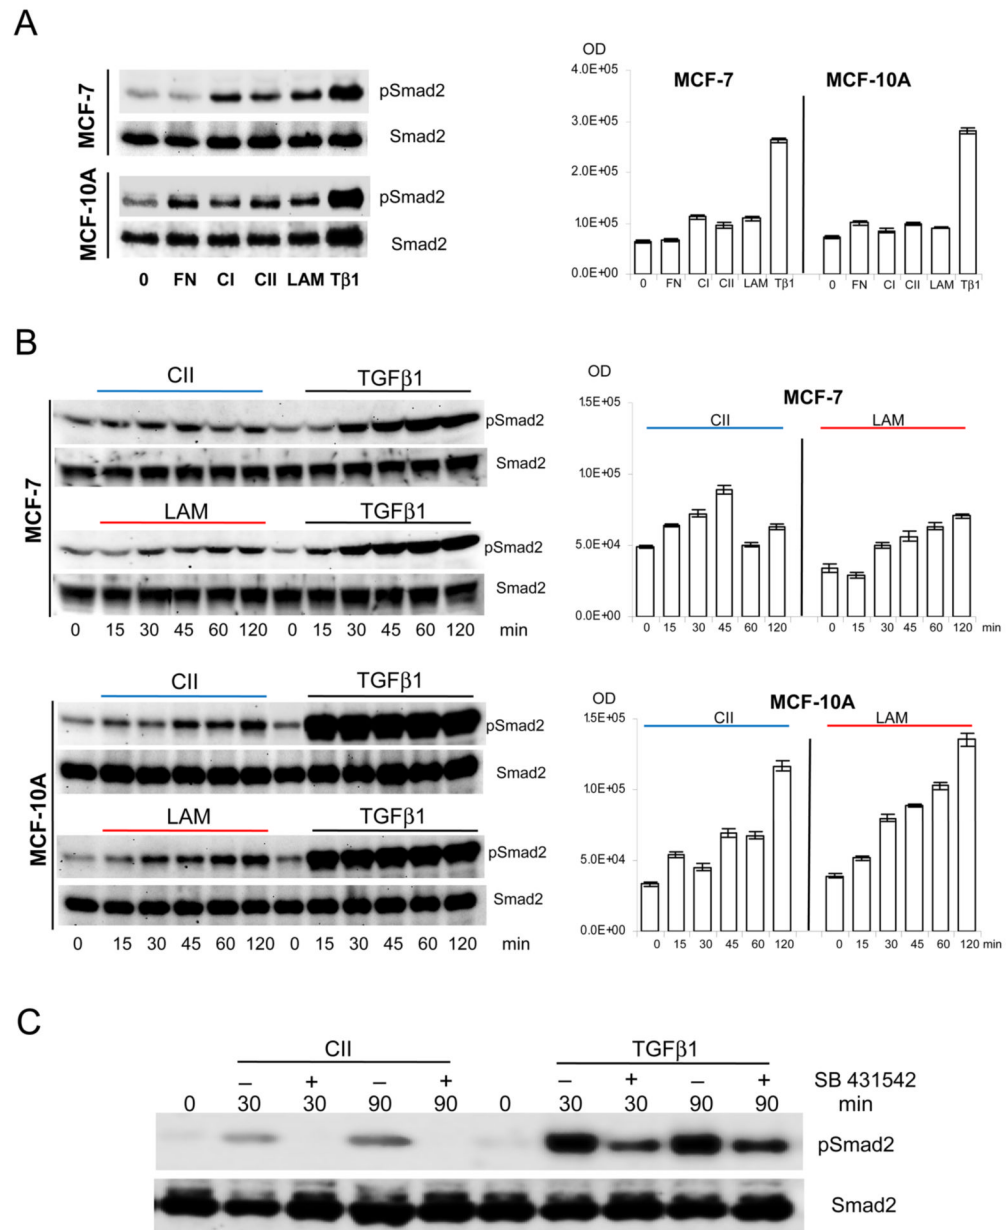 A
MCF-7
pSmad2
Smad2
MCF-10A
pSmad2
Smad2
0 FN CI CII LAM Tβ1
OD
4.0E+05
3.0E+05
2.0E+05
1.0E+05
0.0E+00
MCF-7 MCF-10A
0 FN CI CII LAM Tβ1 0 FN CI CII LAM Tβ1
B
MCF-7
CII TGFβ1
pSmad2
Smad2
LAM TGFβ1
pSmad2
Smad2
0 15 30 45 60 120 0 15 30 45 60 120 min
OD
MCF-7
15E+05
10E+05
5.0E+04
0.0E+00
CII LAM
0 15 30 45 60 120 0 15 30 45 60 120 min
MCF-10A
CII TGFβ1
pSmad2
Smad2
LAM TGFβ1
pSmad2
Smad2
0 15 30 45 60 120 0 15 30 45 60 120 min
OD
MCF-10A
15E+05
10E+05
5.0E+04
0.0E+00
CII LAM
0 15 30 45 60 120 0 15 30 45 60 120 min
C
CII TGFβ1
– + – + – + – + SB 431542
0 30 30 90 90 0 30 30 90 90 min
pSmad2
Smad2